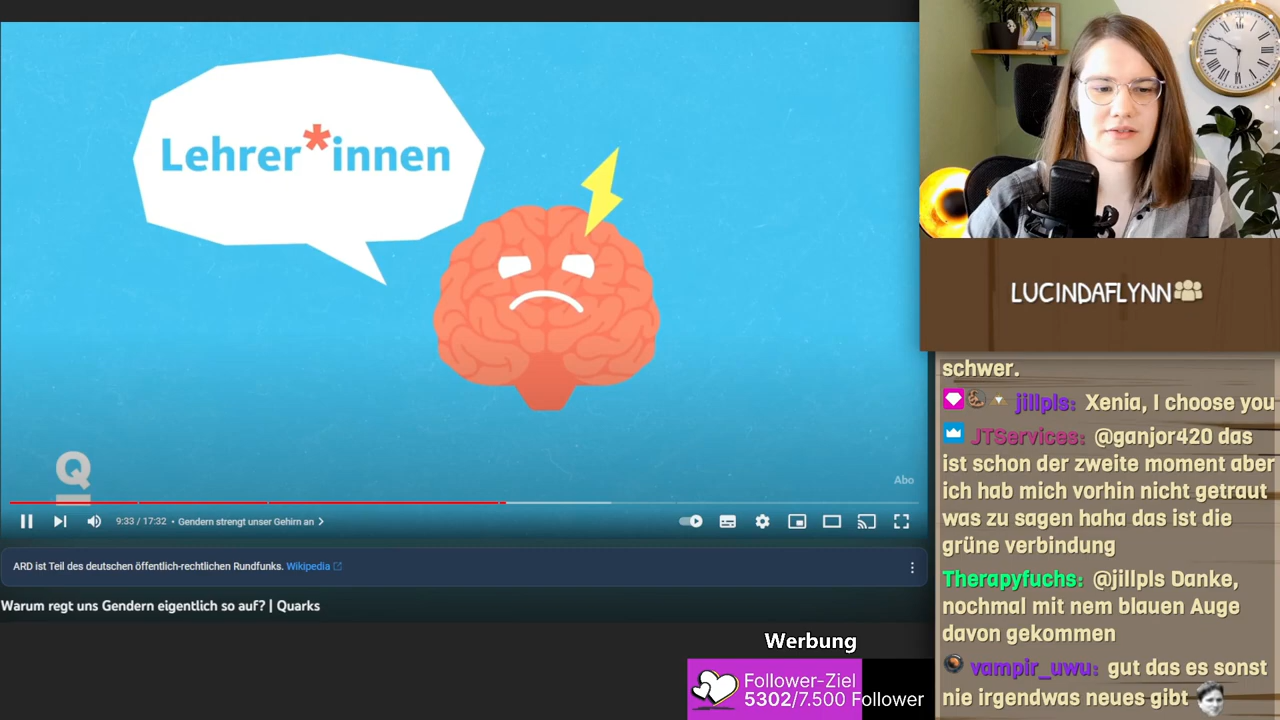 Lehrer*innen
Q
Abo
9:33 / 17:32 • Gendern strengt unser Gehirn an
ARD ist Teil des deutschen öffentlich-rechtlichen Rundfunks. Wikipedia
Warum regt uns Gendern eigentlich so auf? | Quarks
Werbung
Follower-Ziel
5302/7.500 Follower
LUCINDAFLYNN
schwer.
jillpls: Xenia, I choose you
JTServices: @ganjor420 das
ist schon der zweite moment aber
ich hab mich vorhin nicht getraut
was zu sagen haha das ist die
grüne verbindung
Therapyfuchs: @jillpls Danke,
nochmal mit nem blauen Auge
davon gekommen
vampir_uwu: gut das es sonst
nie irgendwas neues gibt